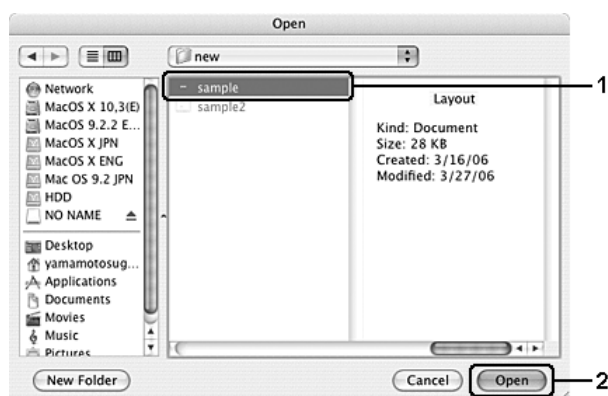 Open
new
1
Network
MacOS X 10,3(E)
MacOS 9.2.2 E...
MacOS X JPN
MacOS X ENG
Mac OS 9.2 JPN
HDD
NO NAME
Desktop
yamamotosug...
Applications
Documents
Movies
Music
Pictures
sample
sample2
Layout
Kind: Document
Size: 28 KB
Created: 3/16/06
Modified: 3/27/06
New Folder
Cancel
Open
2